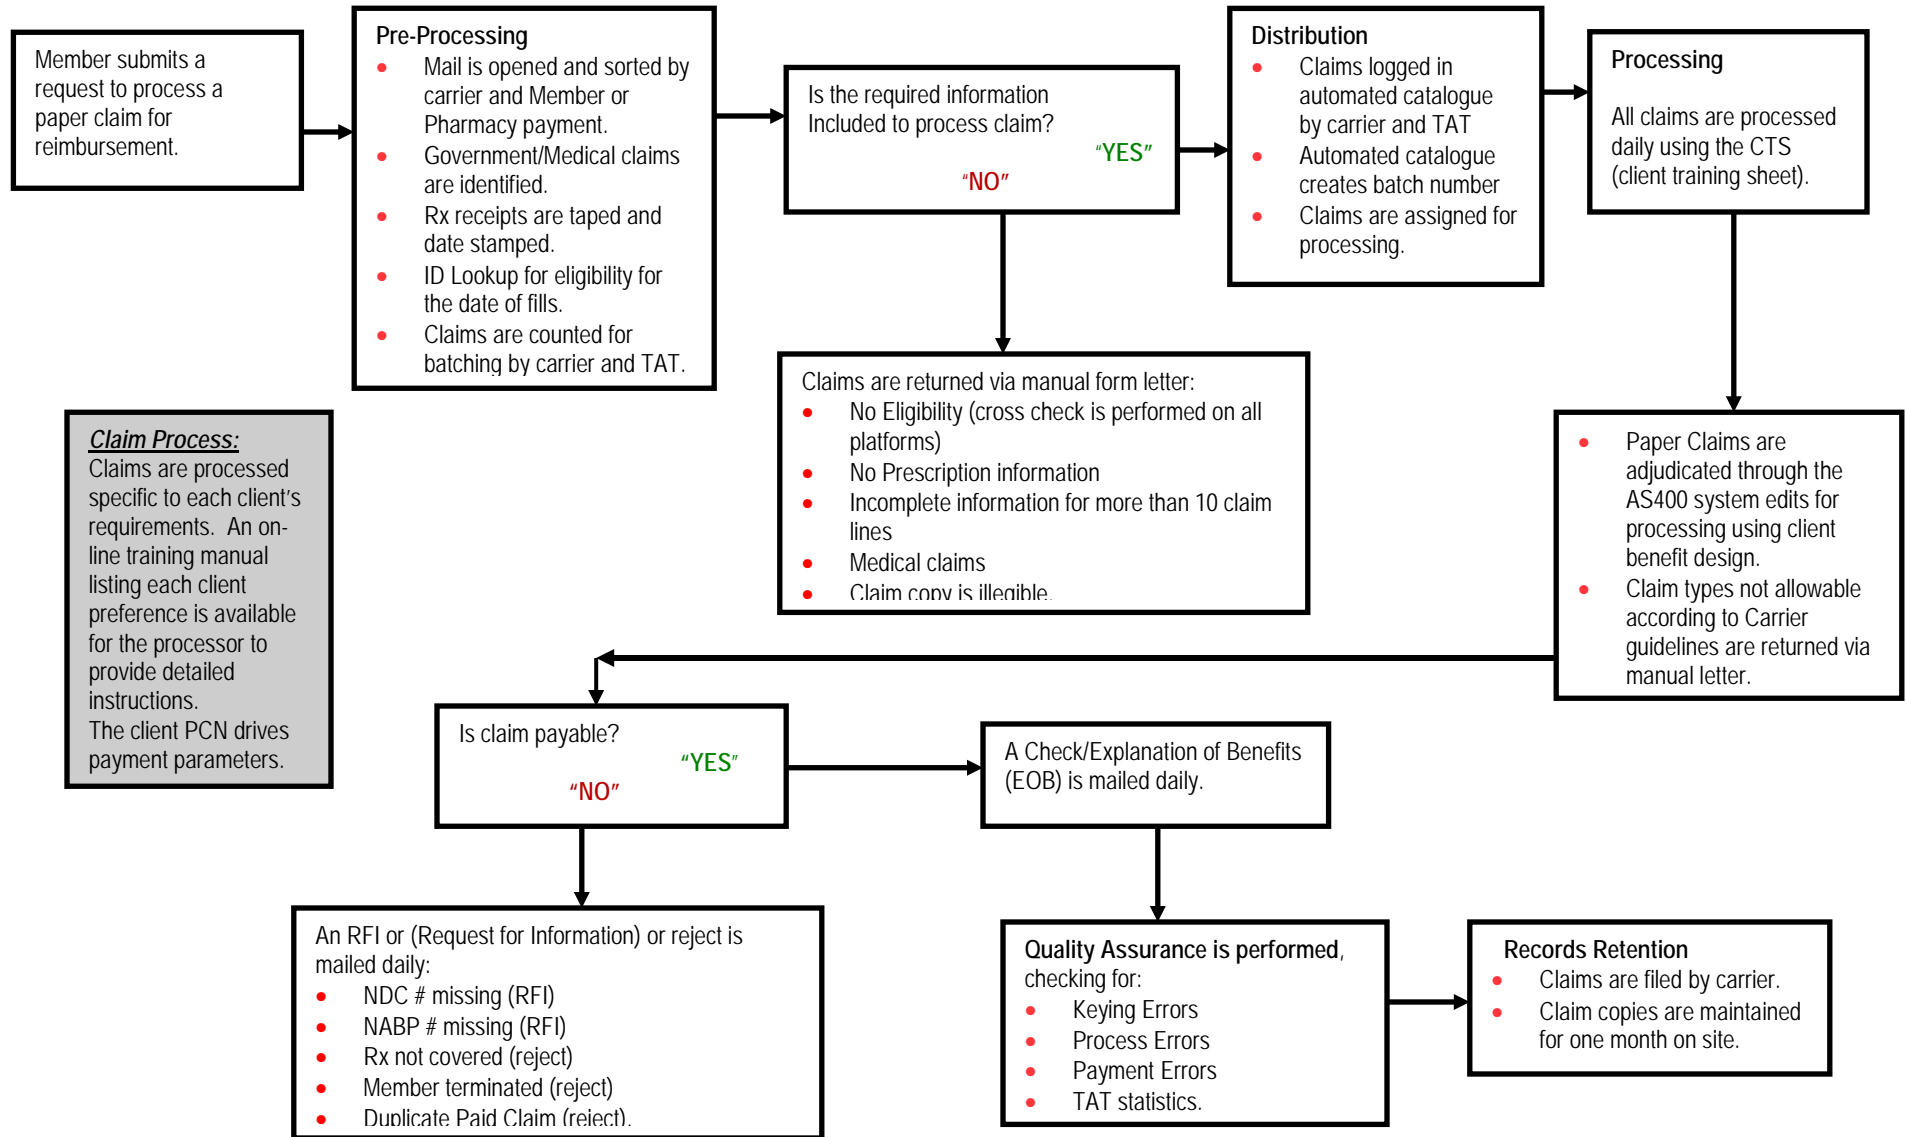 Member submits a
request to process a
paper claim for
reimbursement.
Pre-Processing
• Mail is opened and sorted by
carrier and Member or
Pharmacy payment.
• Government/Medical claims
are identified.
• Rx receipts are taped and
date stamped.
• ID Lookup for eligibility for
the date of fills.
• Claims are counted for
batching by carrier and TAT.
Is the required information
Included to process claim?
“YES”
“NO”
Distribution
• Claims logged in
automated catalogue
by carrier and TAT
• Automated catalogue
creates batch number
• Claims are assigned for
processing.
Processing
All claims are processed
daily using the CTS
(client training sheet).
Claims are returned via manual form letter:
• No Eligibility (cross check is performed on all
platforms)
• No Prescription information
• Incomplete information for more than 10 claim
lines
• Medical claims
• Claim copy is illegible.
Claim Process:
Claims are processed
specific to each client’s
requirements. An on-
line training manual
listing each client
preference is available
for the processor to
provide detailed
instructions.
The client PCN drives
payment parameters.
• Paper Claims are
adjudicated through the
AS400 system edits for
processing using client
benefit design.
• Claim types not allowable
according to Carrier
guidelines are returned via
manual letter.
Is claim payable?
“YES”
“NO”
A Check/Explanation of Benefits
(EOB) is mailed daily.
An RFI or (Request for Information) or reject is
mailed daily:
• NDC # missing (RFI)
• NABP # missing (RFI)
• Rx not covered (reject)
• Member terminated (reject)
• Duplicate Paid Claim (reject).
Quality Assurance is performed,
checking for:
• Keying Errors
• Process Errors
• Payment Errors
• TAT statistics.
Records Retention
• Claims are filed by carrier.
• Claim copies are maintained
for one month on site.